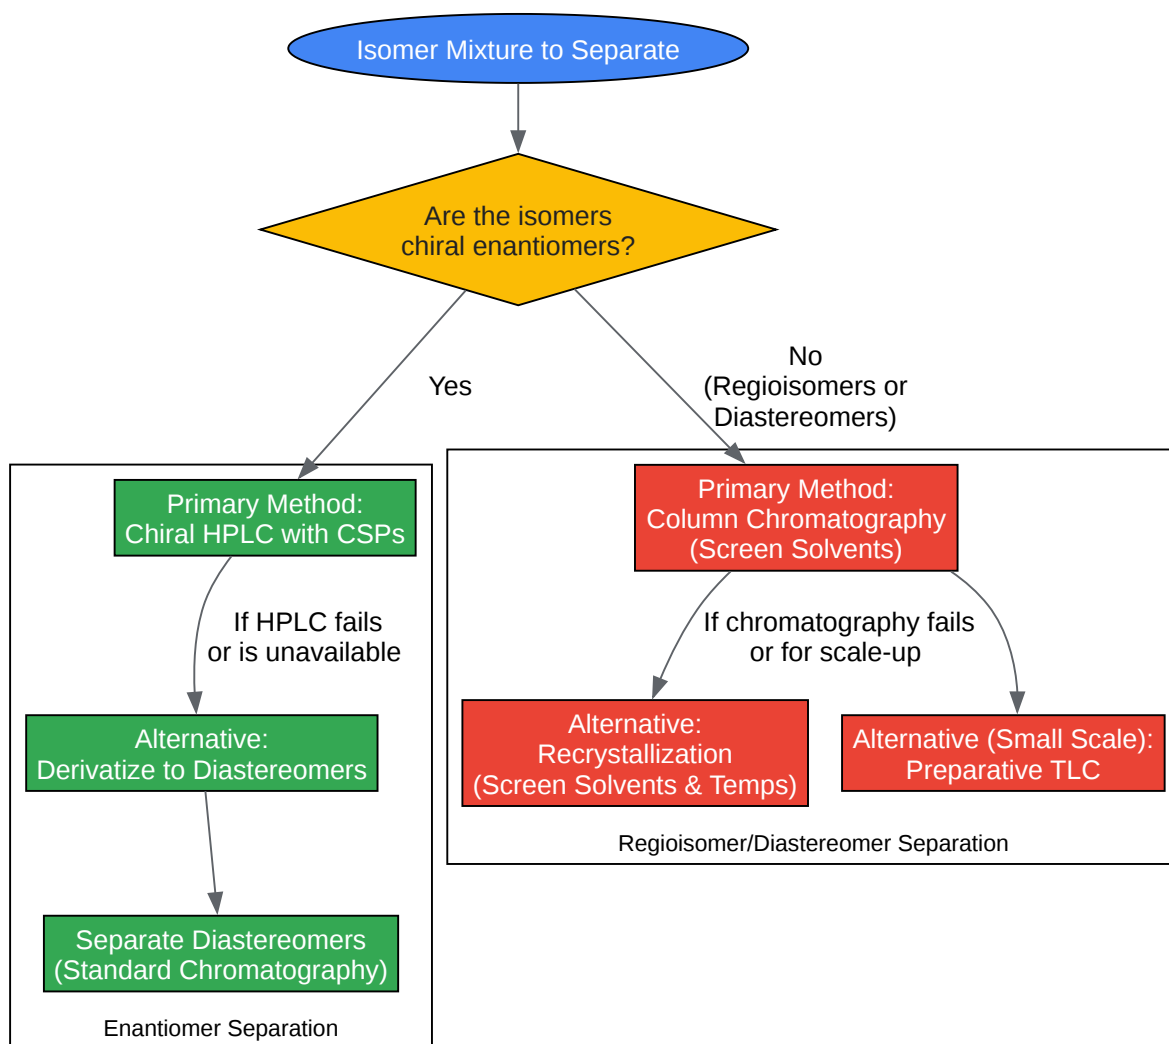 Isomer Mixture to Separate
Are the isomers
chiral enantiomers?
Yes
No
(Regioisomers or
Diastereomers)
Primary Method:
Chiral HPLC with CSPs
If HPLC fails
or is unavailable
Alternative:
Derivatize to Diastereomers
Separate Diastereomers
(Standard Chromatography)
Enantiomer Separation
Primary Method:
Column Chromatography
(Screen Solvents)
If chromatography fails
or for scale-up
Alternative:
Recrystallization
(Screen Solvents & Temps)
Alternative (Small Scale):
Preparative TLC
Regioisomer/Diastereomer Separation